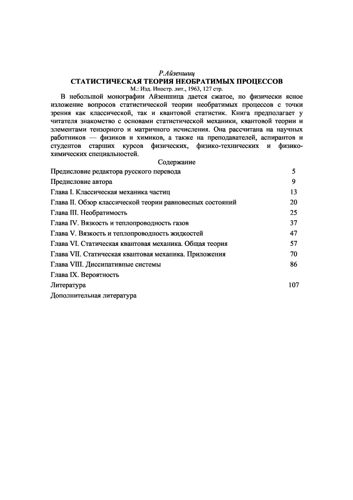 Р.Айзеншиц
СТАТИСТИЧЕСКАЯ ТЕОРИЯ НЕОБРАТИМЫХ ПРОЦЕССОВ
М.: Изд. Иностр. лит., 1963, 127 стр.
В небольшой монографии Айзеншица дается сжатое, но физически ясное
изложение вопросов статистической теории необратимых процессов с точки
зрения как классической, так и квантовой статистик. Книга предполагает у
читателя знакомство с основами статистической механики, квантовой теории и
элементами тензорного и матричного исчисления. Она рассчитана на научных
работников — физиков и химиков, а также на преподавателей, аспирантов и
студентов старших курсов физических, физико-технических и физико-
химических специальностей.
Содержание
Предисловие редактора русского перевода 5
Предисловие автора 9
Глава I. Классическая механика частиц 13
Глава II. Обзор классической теории равновесных состояний 20
Глава III. Необратимость 25
Глава IV. Вязкость и теплопроводность газов 37
Глава V. Вязкость и теплопроводность жидкостей 47
Глава VI. Статическая квантовая механика. Общая теория 57
Глава VII. Статическая квантовая механика. Приложения 70
Глава VIII. Диссипативные системы 86
Глава IX. Вероятность
Литература 107
Дополнительная литература